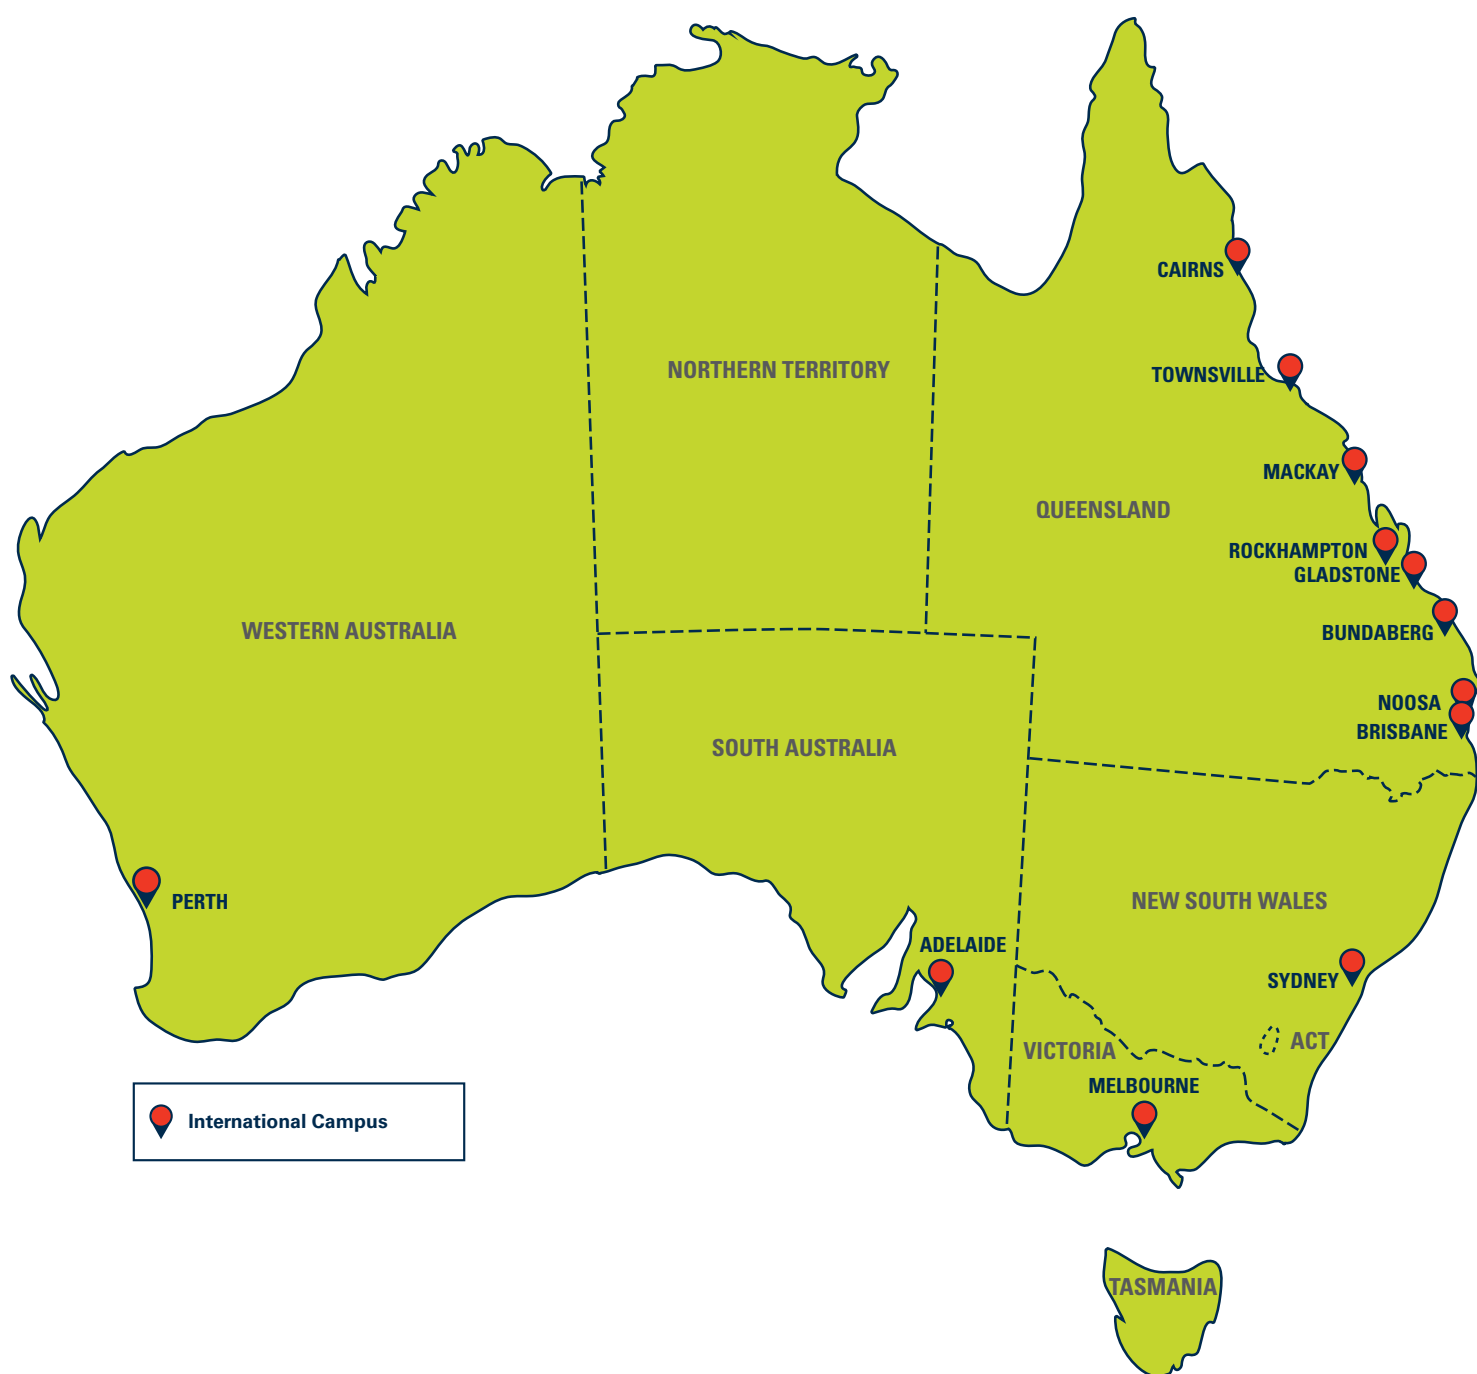 CAIRNS
NORTHERN TERRITORY
TOWNSVILLE
MACKAY
QUEENSLAND
ROCKHAMPTON
GLADSTONE
WESTERN AUSTRALIA
BUNDABERG
NOOSA
BRISBANE
SOUTH AUSTRALIA
PERTH
NEW SOUTH WALES
ADELAIDE
SYDNEY
ACT
VICTORIA
MELBOURNE
International Campus
TASMANIA